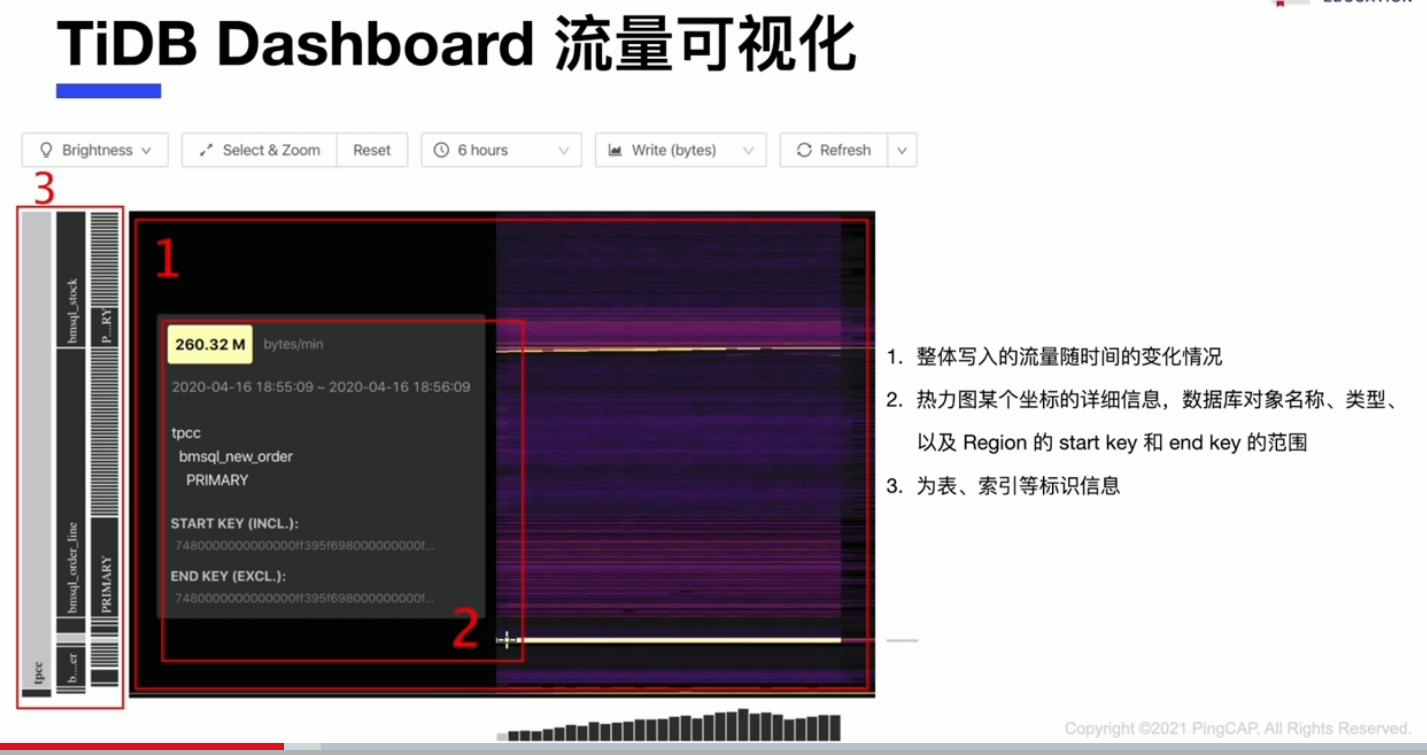 EDUCATION
TiDB Dashboard 流量可视化
Brightness
Select & Zoom
Reset
6 hours
Write (bytes)
Refresh
3
1
bmsql_stock
P...RY
260.32 M bytes/min
2020-04-16 18:55:09 ~ 2020-04-16 18:56:09
tpcc
bmsql_new_order
PRIMARY
START KEY (INCL.):
7480000000000000ff395f698000000000f...
END KEY (EXCL.):
7480000000000000ff395f698000000000f...
2
bmsql_order_line
PRIMARY
tpcc
b...er
1. 整体写入的流量随时间的变化情况
2. 热力图某个坐标的详细信息，数据库对象名称、类型、
以及 Region 的 start key 和 end key 的范围
3. 为表、索引等标识信息
Copyright ©2021 PingCAP. All Rights Reserved.